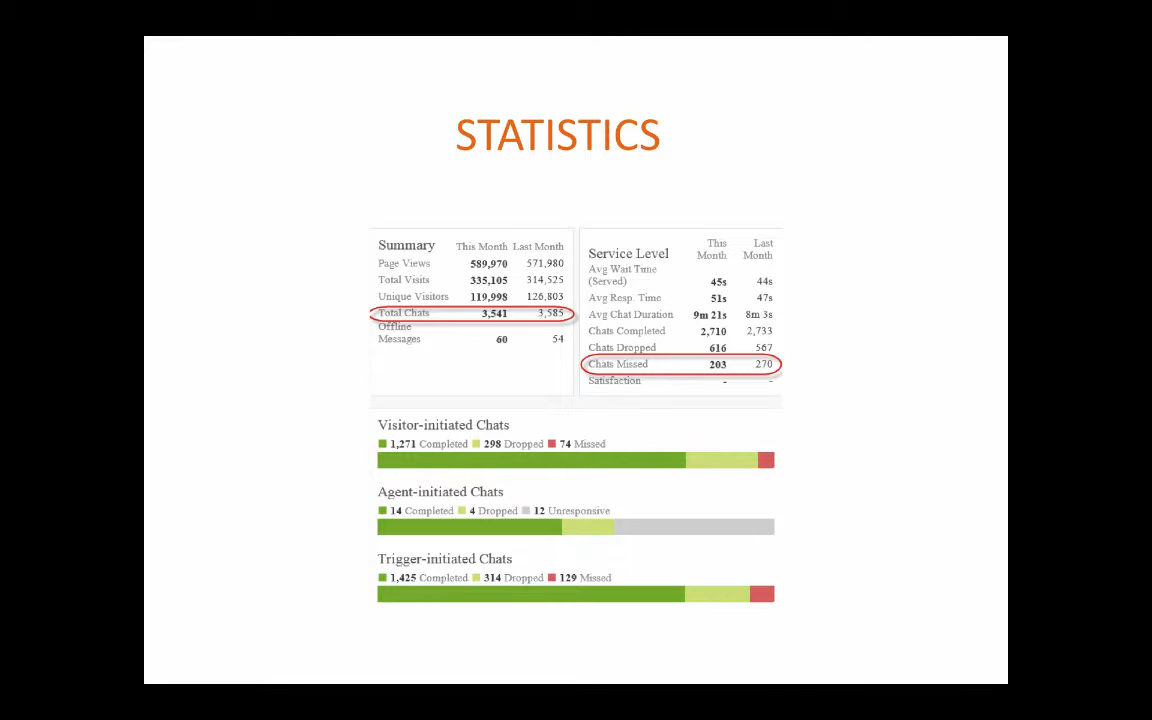 STATISTICS
Summary This Month Last Month
Page Views 589,970 571,980
Total Visits 335,105 314,525
Unique Visitors 119,998 126,803
Total Chats 3,541 3,585
Offline
Messages 60 54
Service Level This Month Last Month
Avg Wait Time
(Served) 45s 44s
Avg Resp. Time 51s 47s
Avg Chat Duration 9m 21s 8m 3s
Chats Completed 2,710 2,733
Chats Dropped 616 567
Chats Missed 203 270
Satisfaction - -
Visitor-initiated Chats
1,271 Completed 298 Dropped 74 Missed
Agent-initiated Chats
14 Completed 4 Dropped 12 Unresponsive
Trigger-initiated Chats
1,425 Completed 314 Dropped 129 Missed